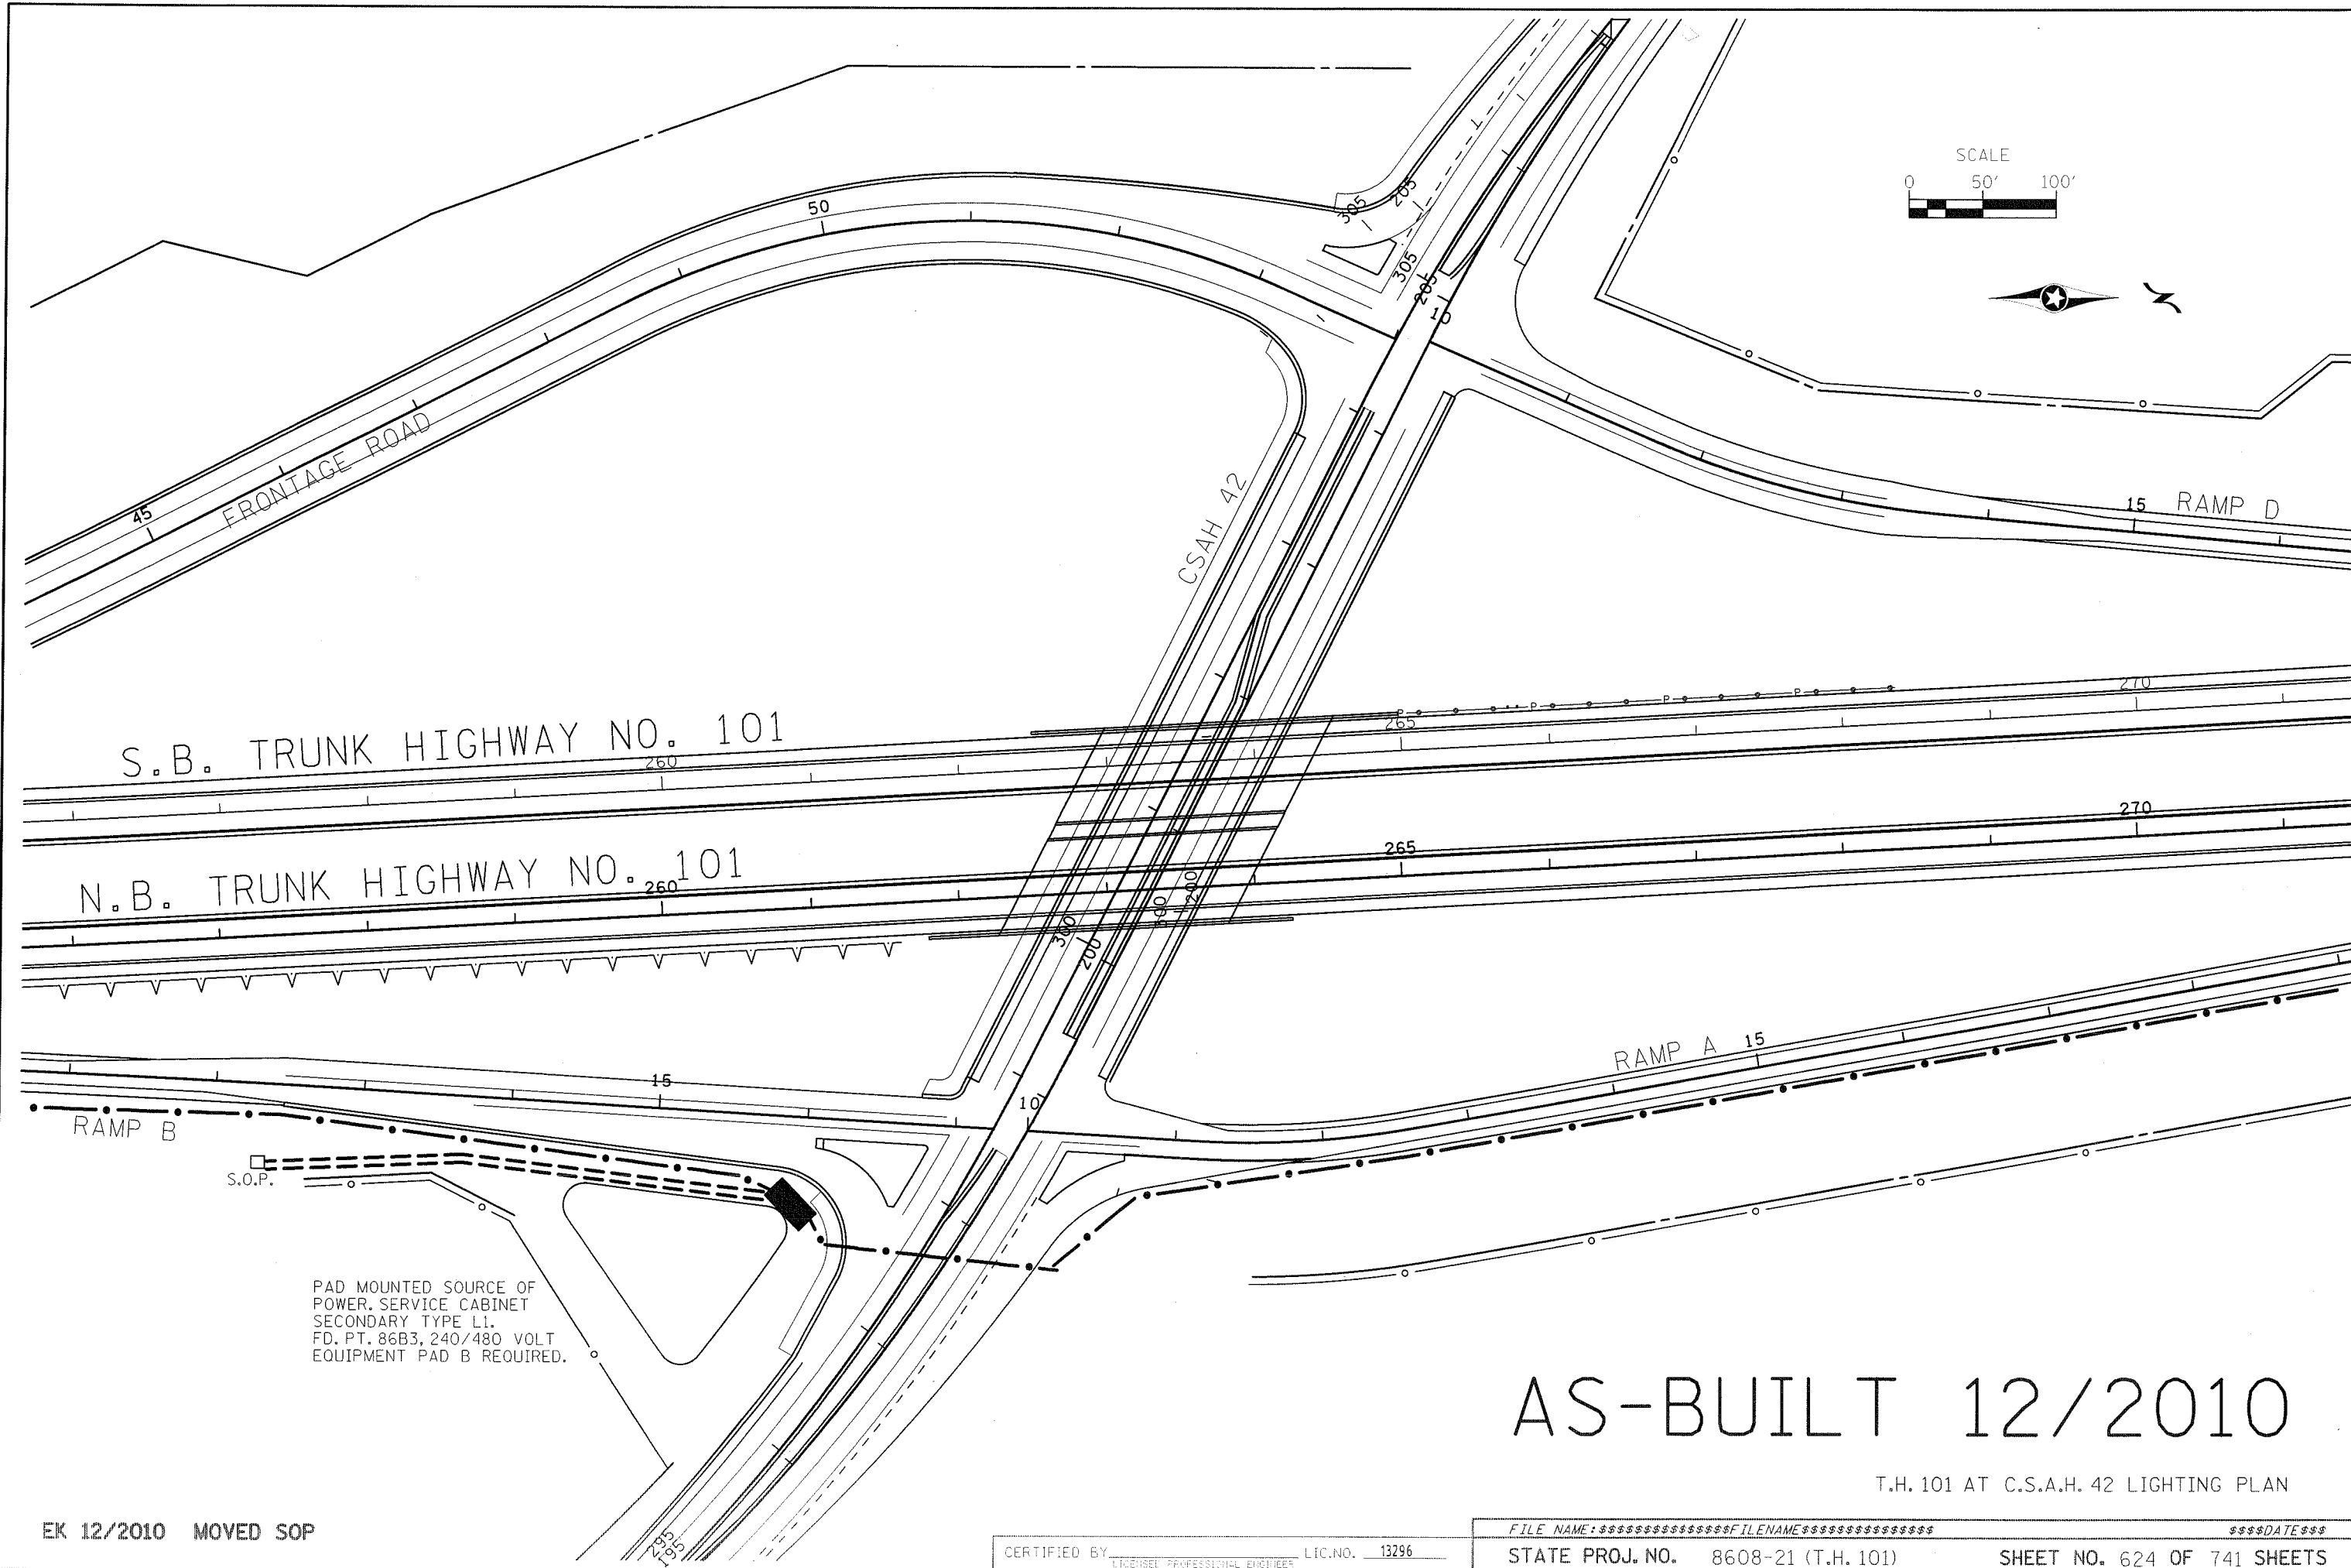 SCALE
0 50' 100'
N
50
305
205
305
205
10
45
FRONTAGE ROAD
CSAH 42
15 RAMP D
S.B. TRUNK HIGHWAY NO. 101
260
265
270
N.B. TRUNK HIGHWAY NO. 101
260
265
270
P P P P
300
200
300
200
RAMP A 15
15
10
RAMP B
S.O.P.
PAD MOUNTED SOURCE OF
POWER. SERVICE CABINET
SECONDARY TYPE L1.
FD. PT. 86B3, 240/480 VOLT
EQUIPMENT PAD B REQUIRED.
295
195
AS-BUILT 12/2010
T.H. 101 AT C.S.A.H. 42 LIGHTING PLAN
EK 12/2010 MOVED SOP
CERTIFIED BY LIC. NO. 13296
LICENSED PROFESSIONAL ENGINEER
FILE NAME: $$$$$$$$$$$$$$$FILENAME$$$$$$$$$$$$$$$ $$$$DATE$$$
STATE PROJ. NO. 8608-21 (T.H. 101) SHEET NO. 624 OF 741 SHEETS